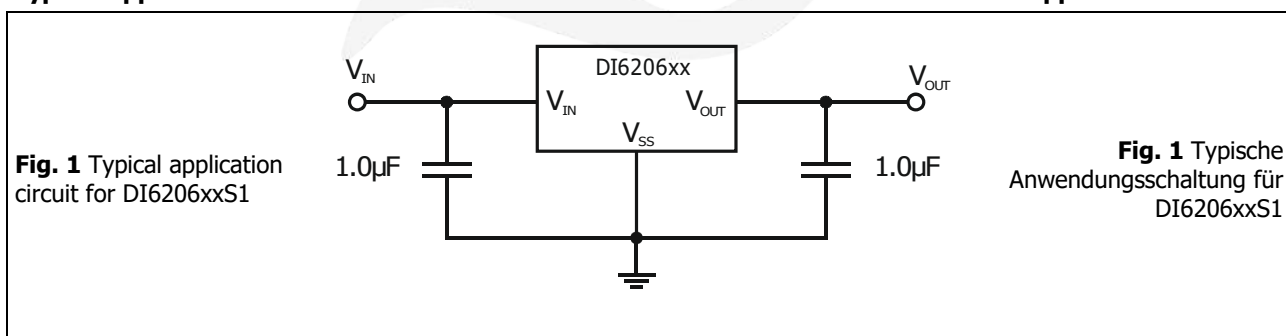 V_IN
DI6206xx
V_OUT
V_IN
V_OUT
V_SS
Fig. 1 Typical application
circuit for DI6206xxS1
1.0µF
1.0µF
Fig. 1 Typische
Anwendungsschaltung für
DI6206xxS1